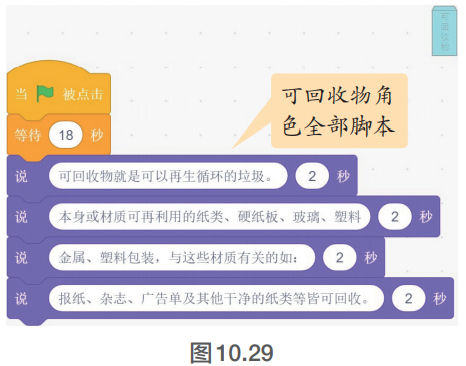 可回收物
可回收物角
色全部脚本
当 被点击
等待 18 秒
说 可回收物就是可以再生循环的垃圾。 2 秒
说 本身或材质可再利用的纸类、硬纸板、玻璃、塑料 2 秒
说 金属、塑料包装，与这些材质有关的如： 2 秒
说 报纸、杂志、广告单及其他干净的纸类等皆可回收。 2 秒
图10.29